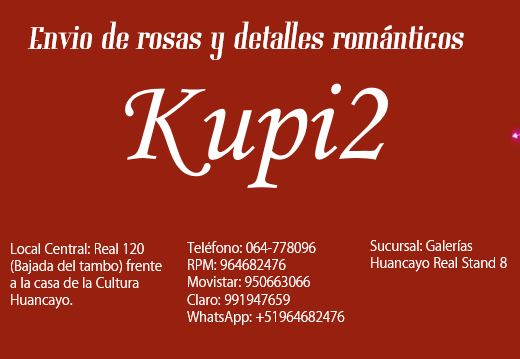 Envio de rosas y detalles románticos
Kupi2
Local Central: Real 120
(Bajada del tambo) frente
a la casa de la Cultura
Huancayo.
Teléfono: 064-778096
RPM: 964682476
Movistar: 950663066
Claro: 991947659
WhatsApp: +51964682476
Sucursal: Galerías
Huancayo Real Stand 8